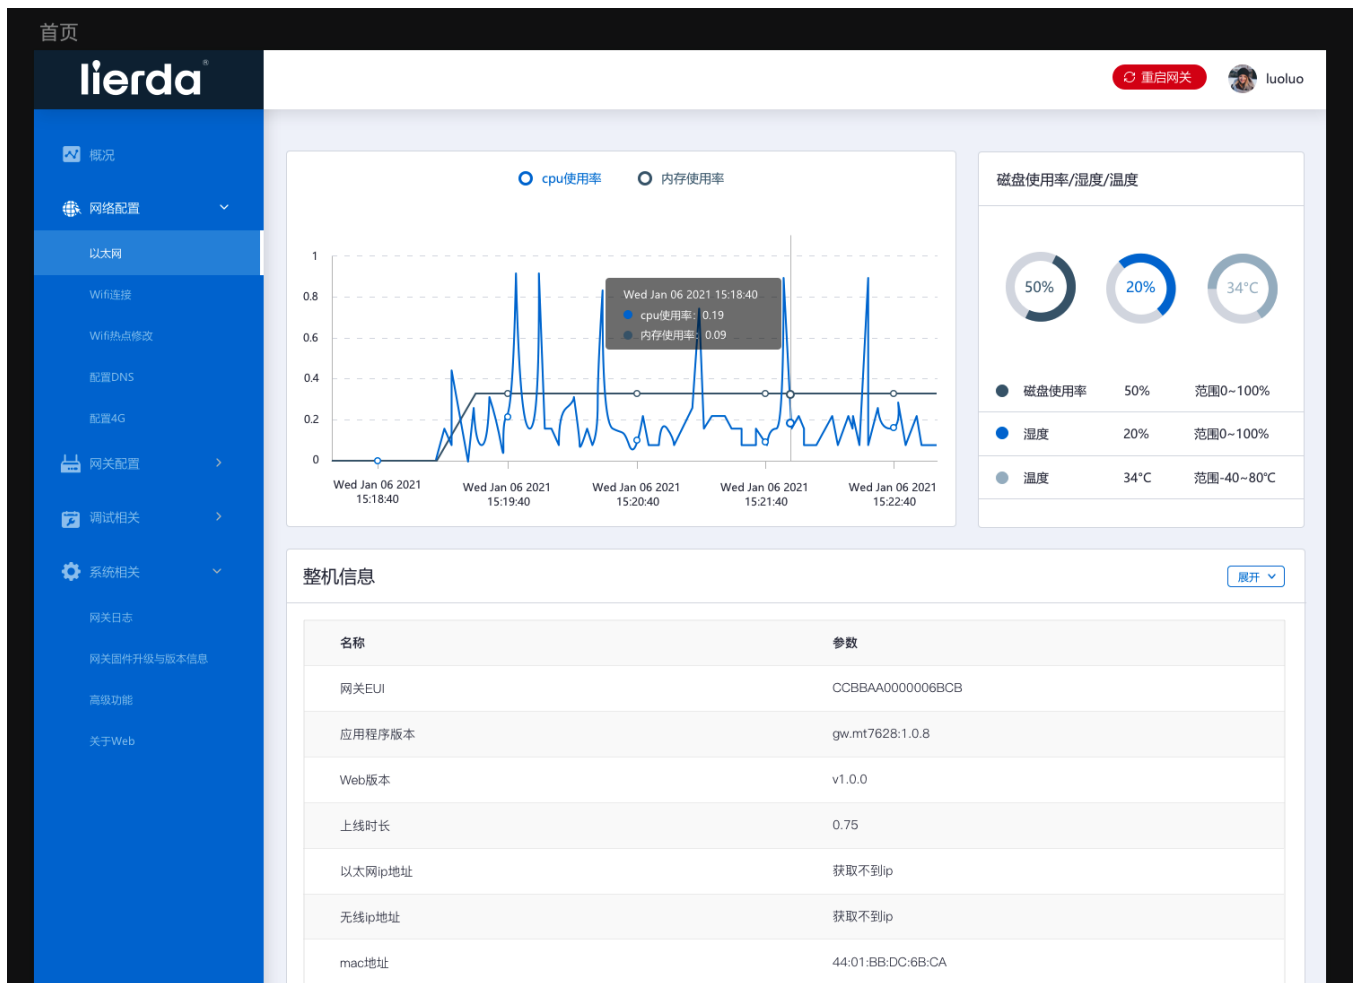 首页
lierda®
重启网关
luoluo
概况
网络配置
以太网
Wifi连接
Wifi热点修改
配置DNS
配置4G
网关配置
调试相关
系统相关
网关日志
网关固件升级与版本信息
高级功能
关于Web
cpu使用率 内存使用率
1
0.8
0.6
0.4
0.2
0
Wed Jan 06 2021 15:18:40
cpu使用率: 0.19
内存使用率: 0.09
Wed Jan 06 2021
15:18:40
Wed Jan 06 2021
15:19:40
Wed Jan 06 2021
15:20:40
Wed Jan 06 2021
15:21:40
Wed Jan 06 2021
15:22:40
磁盘使用率/湿度/温度
50% 20% 34°C
磁盘使用率 50% 范围0~100%
湿度 20% 范围0~100%
温度 34°C 范围-40~80°C
整机信息
展开
名称 参数
网关EUI CCBBAA0000006BCB
应用程序版本 gw.mt7628:1.0.8
Web版本 v1.0.0
上线时长 0.75
以太网ip地址 获取不到ip
无线ip地址 获取不到ip
mac地址 44:01:BB:DC:6B:CA